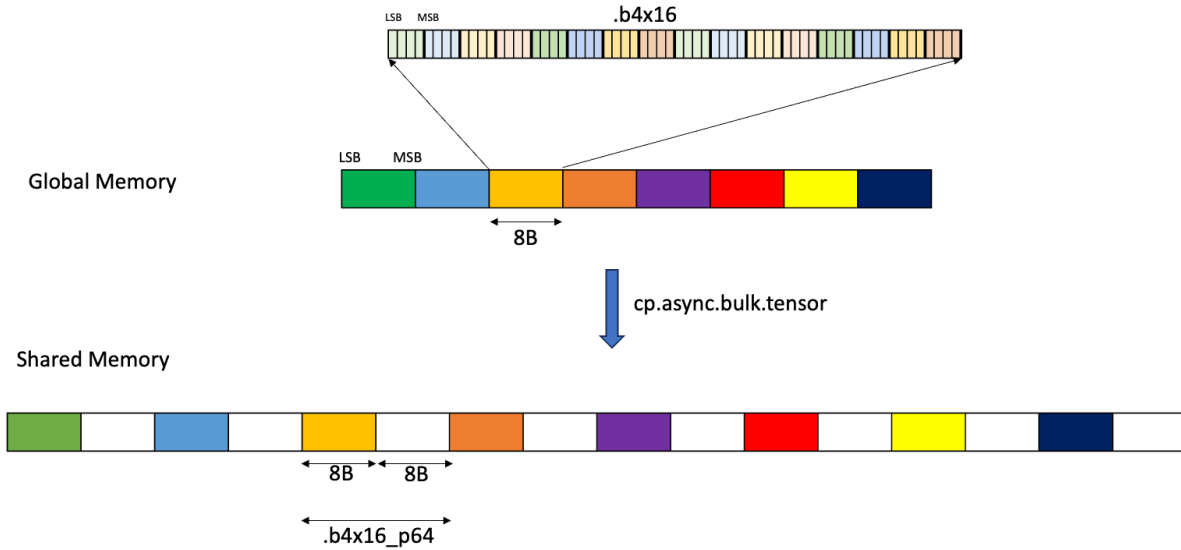 .b4x16
LSB MSB
LSB MSB
Global Memory
8B
cp.async.bulk.tensor
Shared Memory
8B 8B
.b4x16_p64